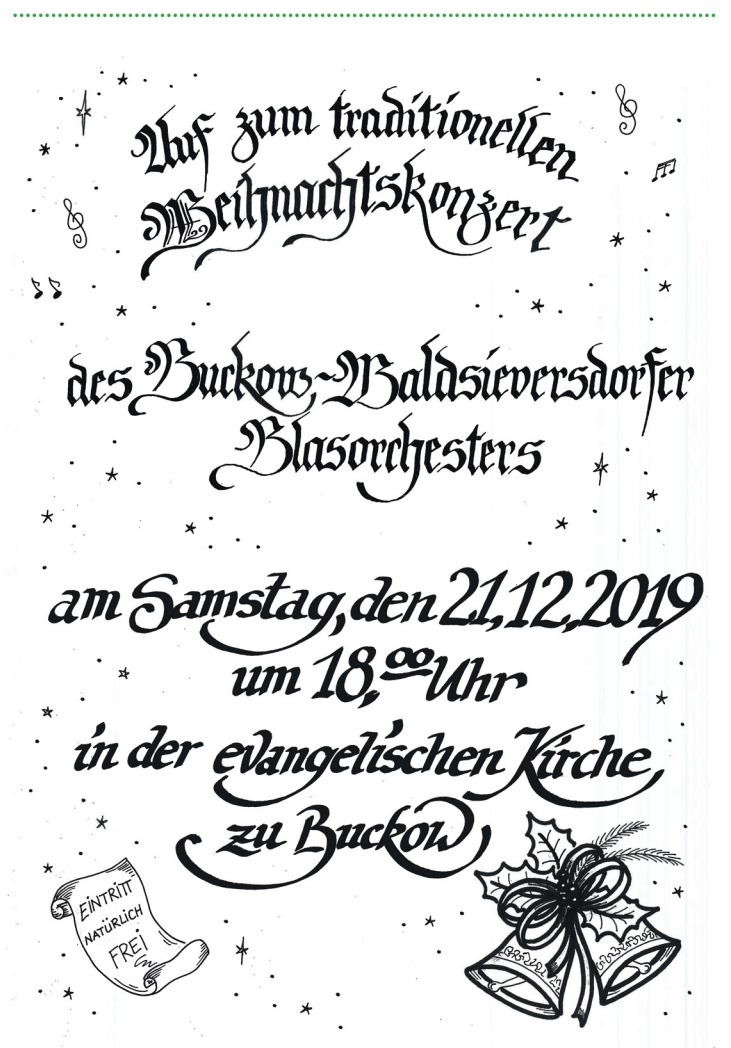 Auf zum traditionellen
Weihnachtskonzert
des Buckow-Waldsieversdorfer
Blasorchesters
am Samstag, den 21.12.2019
um 18.00 Uhr
in der evangelischen Kirche
zu Buckow
EINTRITT
NATÜRLICH
FREI